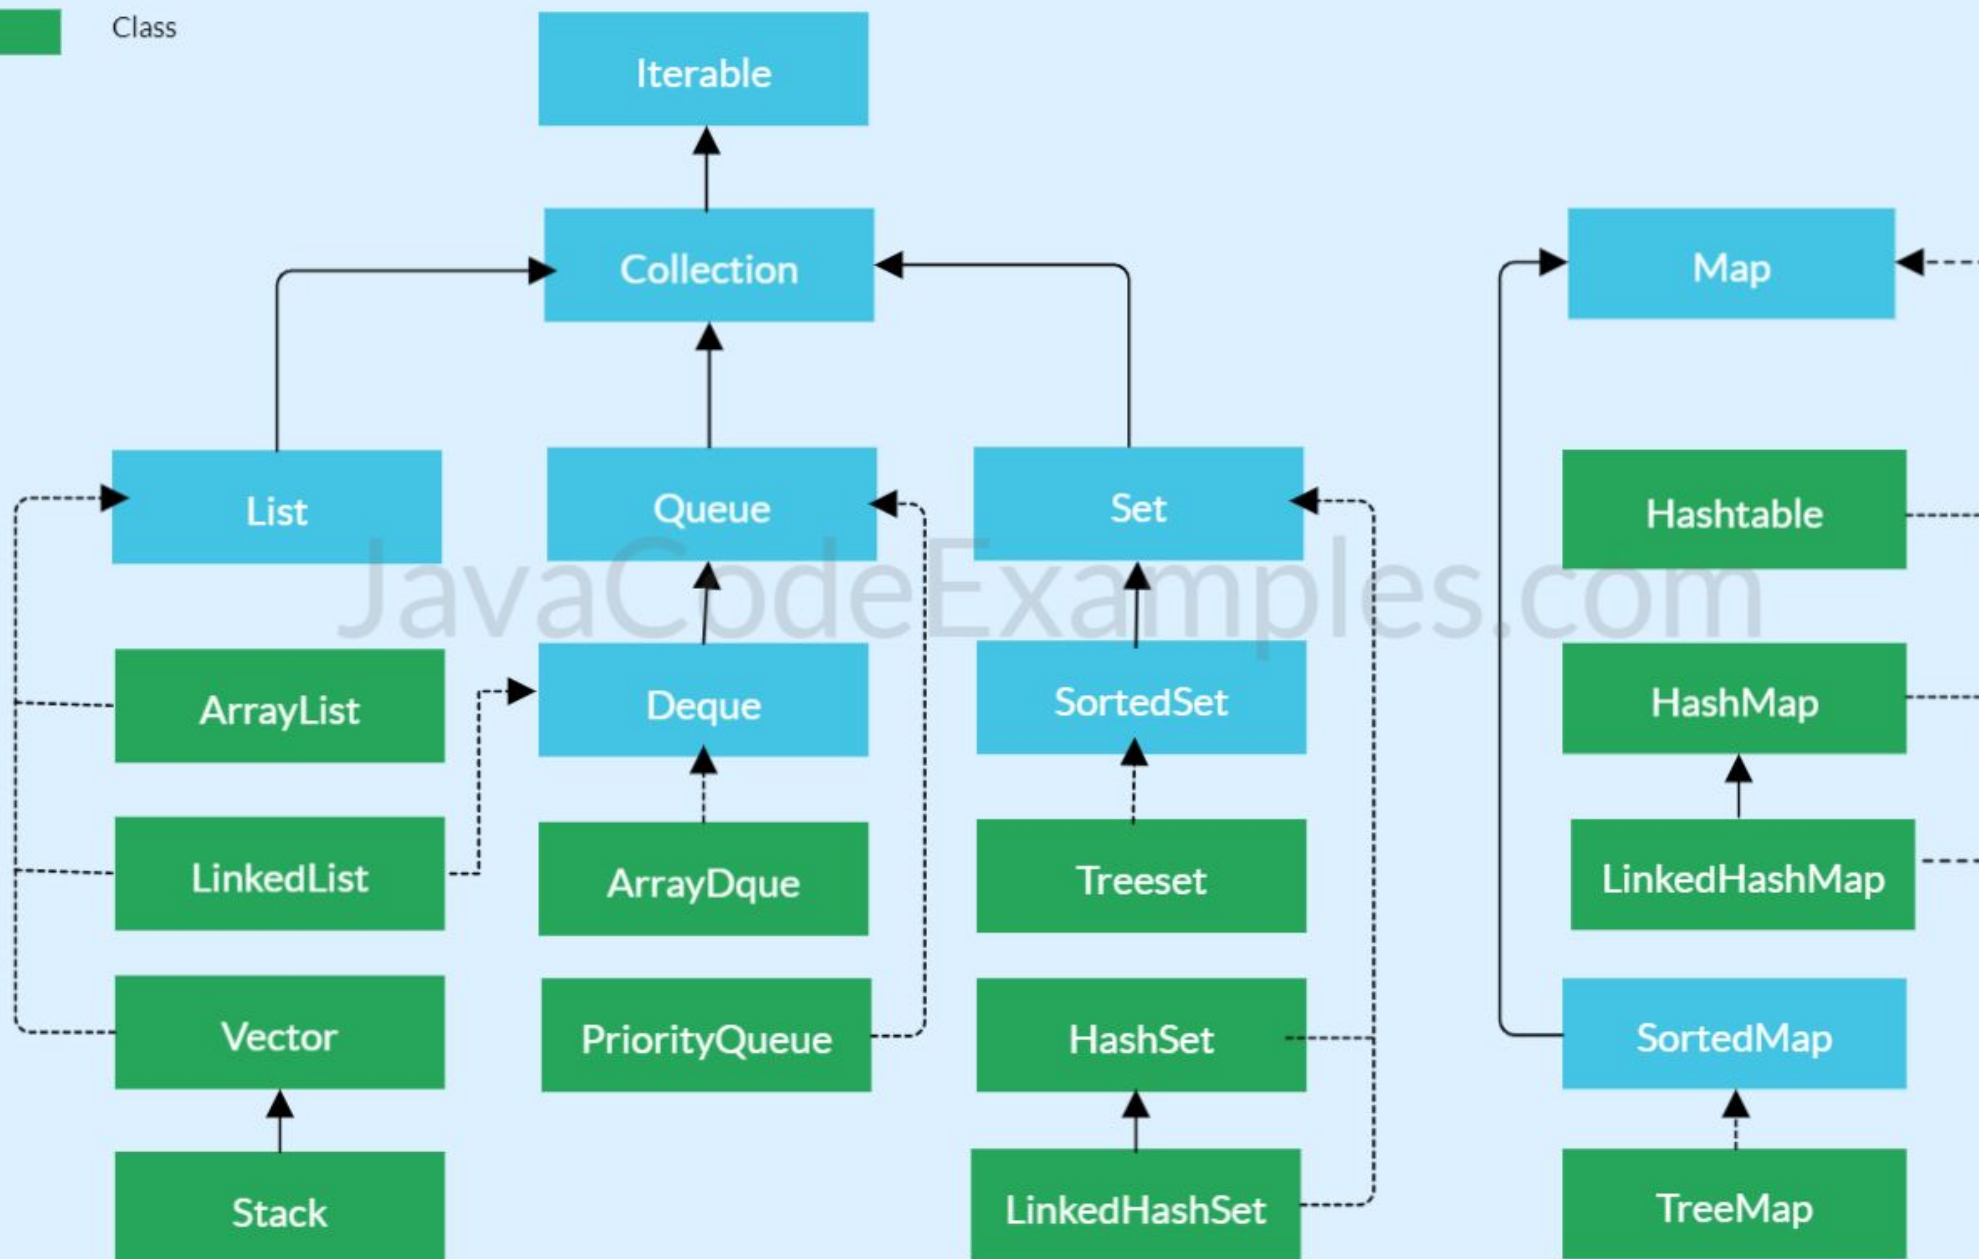 Class
Iterable
Collection
Map
List
Queue
Set
Hashtable
JavaCodeExamples.com
ArrayList
Deque
SortedSet
HashMap
LinkedList
ArrayDque
Treeset
LinkedHashMap
Vector
PriorityQueue
HashSet
SortedMap
Stack
LinkedHashSet
TreeMap